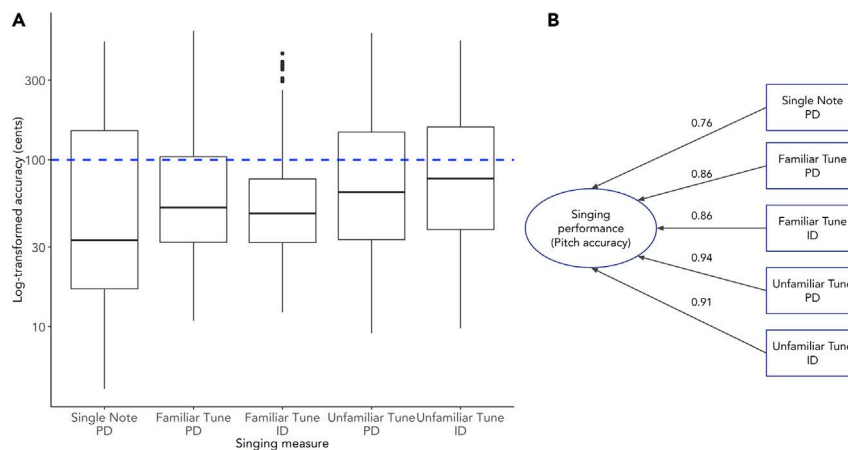 A
Log-transformed accuracy (cents)
300
100
30
10
Single Note
PD
Familiar Tune
PD
Familiar Tune
ID
Unfamiliar Tune
PD
Unfamiliar Tune
ID
Singing measure
B
Singing
performance
(Pitch accuracy)
0.76
0.86
0.86
0.94
0.91
Single Note
PD
Familiar Tune
PD
Familiar Tune
ID
Unfamiliar Tune
PD
Unfamiliar Tune
ID